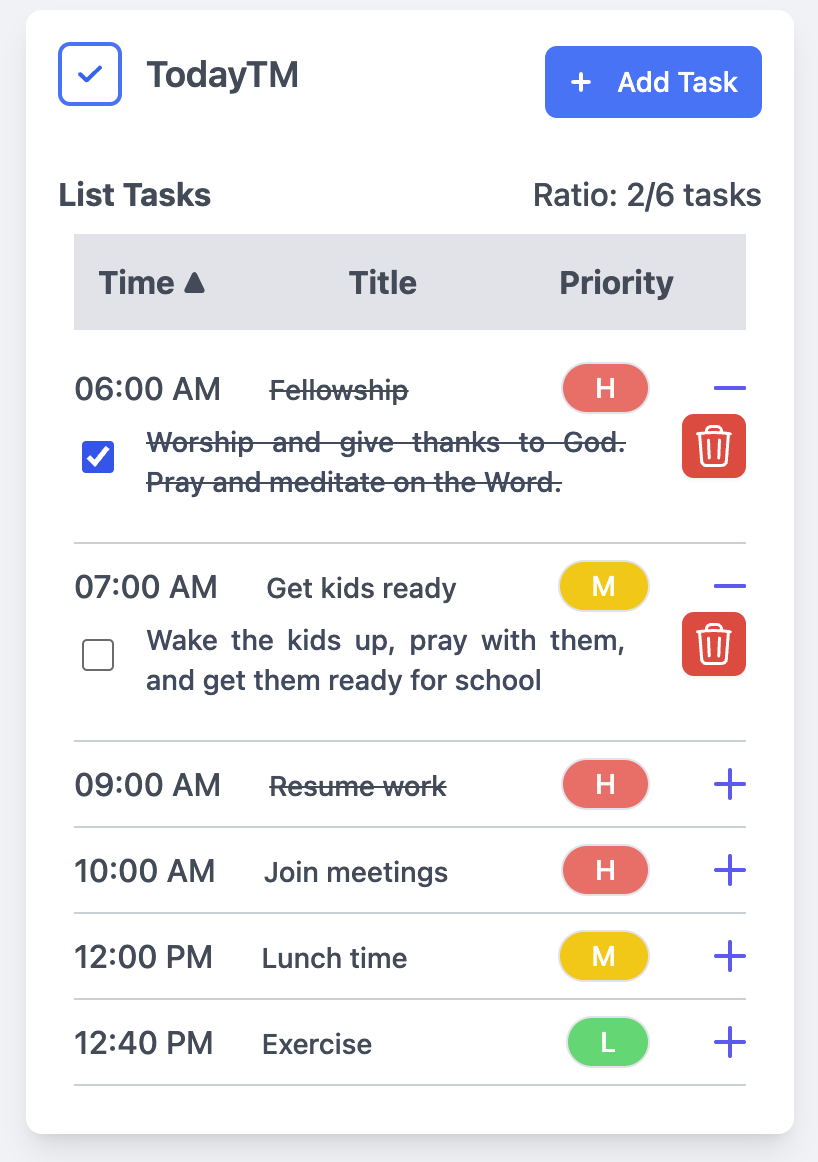 TodayTM
+ Add Task
List Tasks
Ratio: 2/6 tasks
Time ▲ Title Priority
06:00 AM Fellowship H
Worship and give thanks to God.
Pray and meditate on the Word.
07:00 AM Get kids ready M
Wake the kids up, pray with them,
and get them ready for school
09:00 AM Resume work H
10:00 AM Join meetings H
12:00 PM Lunch time M
12:40 PM Exercise L